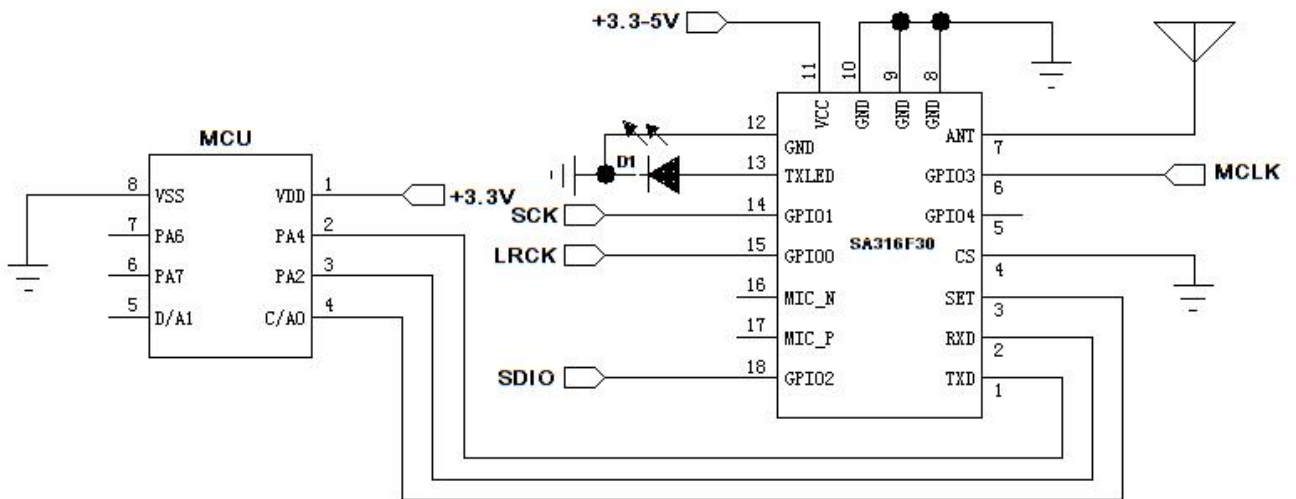 +3.3-5V
11
10
9
8
VCC
GND
GND
GND
12
GND
ANT
7
D1
13
TXLED
GPIO3
6
MCLK
SCK
14
GPIO1
GPIO4
5
SA316F30
LRCK
15
GPIO0
CS
4
16
MIC_N
SET
3
17
MIC_P
RXD
2
SDIO
18
GPIO2
TXD
1
MCU
8
VSS
VDD
1
+3.3V
7
PA6
PA4
2
6
PA7
PA2
3
5
D/A1
C/A0
4